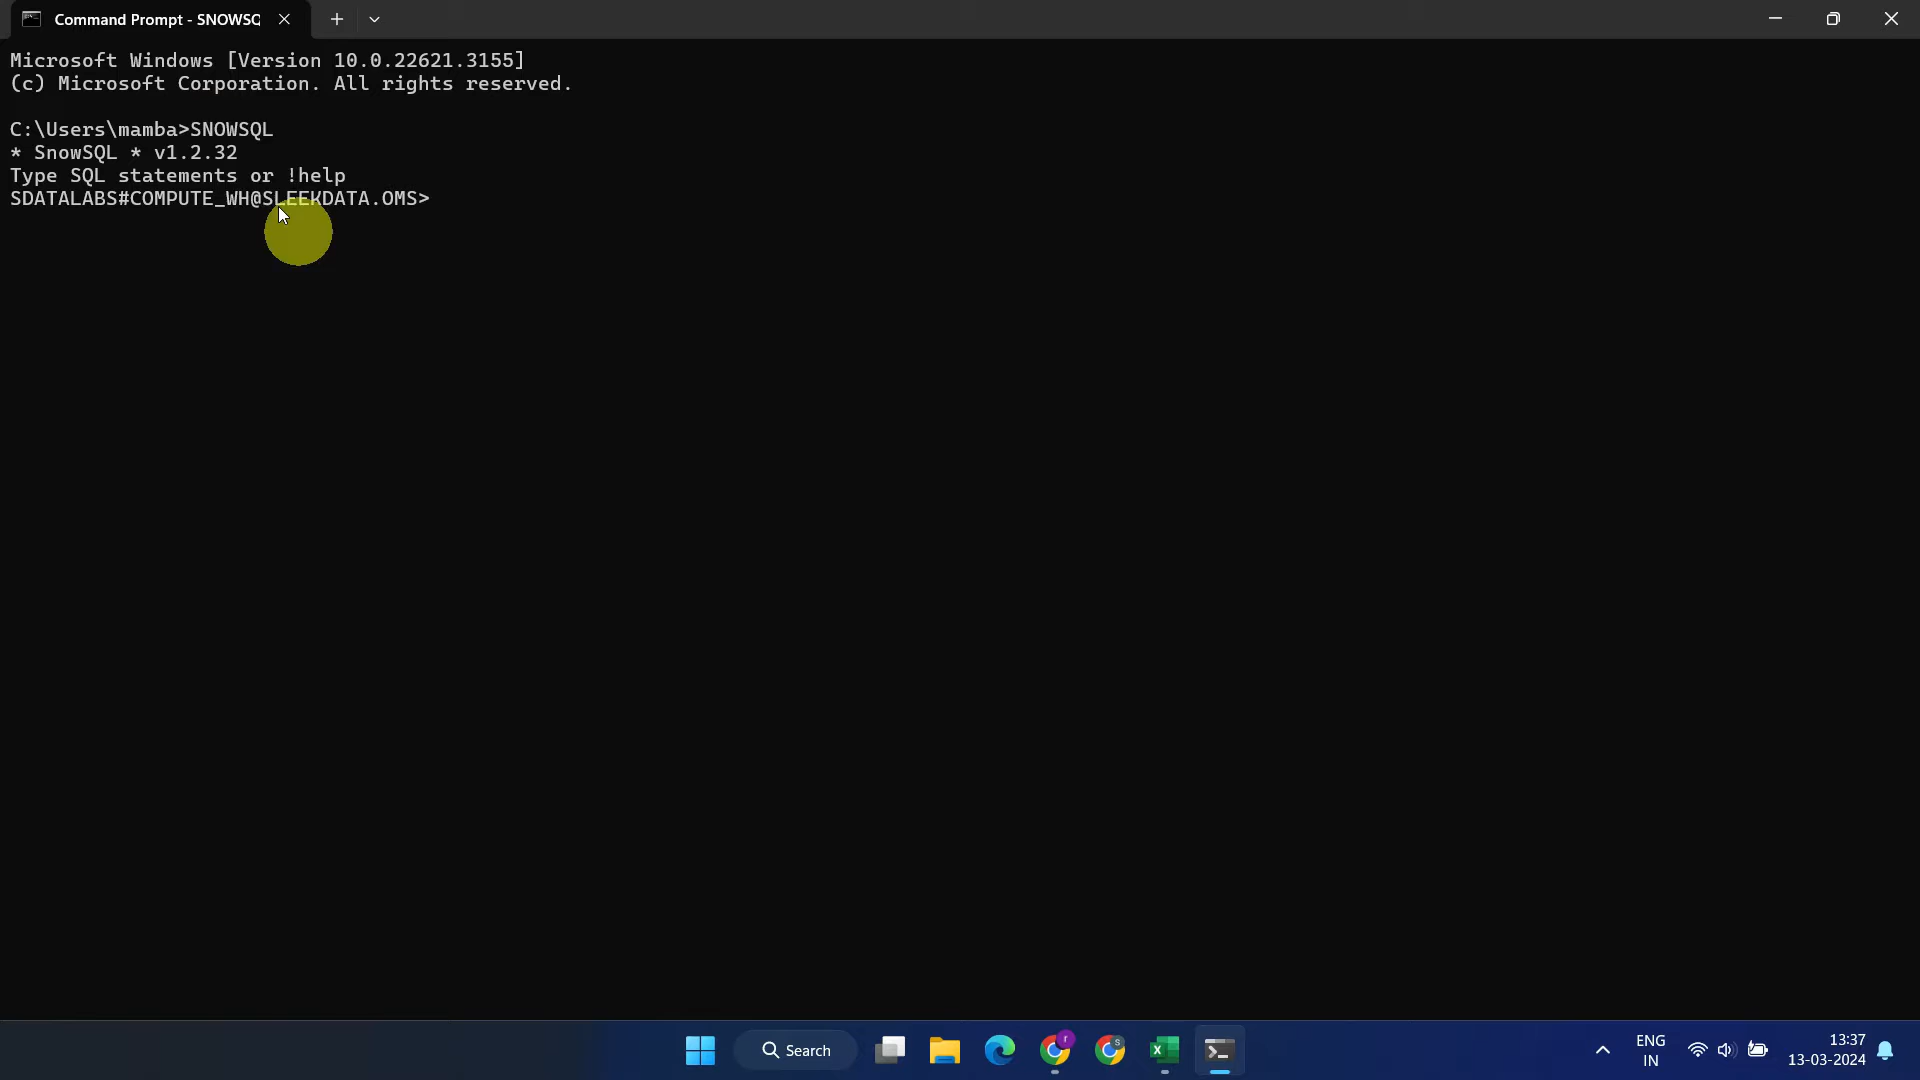 Command Prompt - SNOWSQ
Microsoft Windows [Version 10.0.22621.3155]
(c) Microsoft Corporation. All rights reserved.
C:\Users\mamba>SNOWSQL
* SnowSQL * v1.2.32
Type SQL statements or !help
SDATALABS#COMPUTE_WH@SLEEKDATA.OMS>
Search
r
s
ENG
IN
13:37
13-03-2024